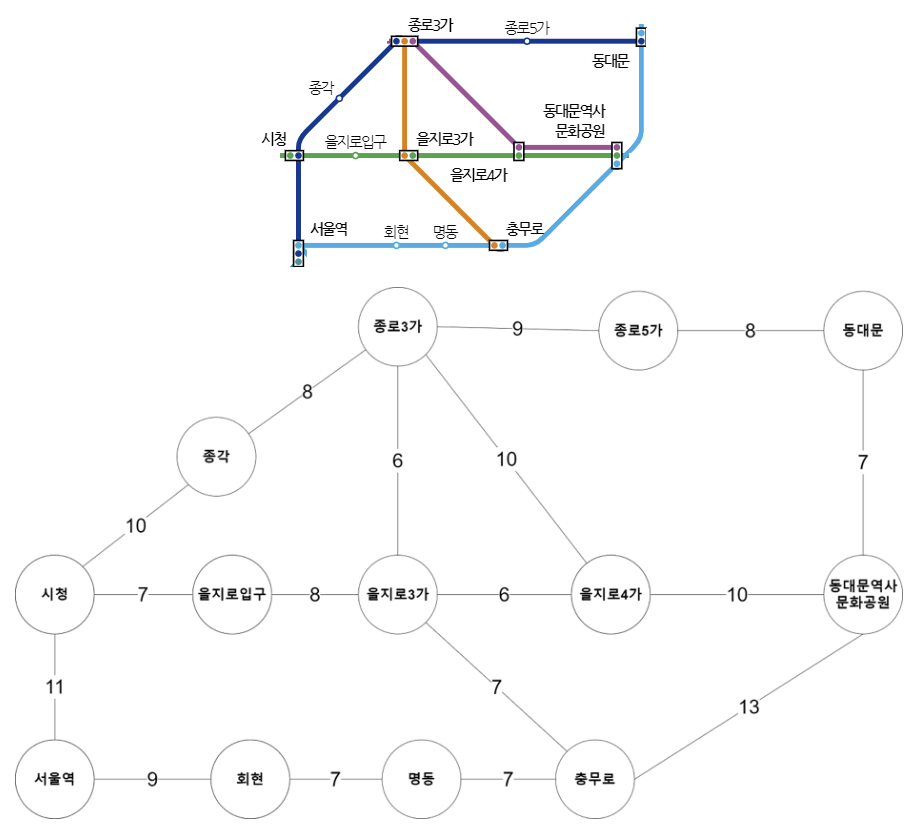 종로3가
종로5가
동대문
종각
동대문역사
문화공원
시청
을지로입구
을지로3가
을지로4가
서울역
회현
명동
충무로
종로3가
9
종로5가
8
동대문
8
종각
6
10
7
10
시청
7
을지로입구
8
을지로3가
6
을지로4가
10
동대문역사
문화공원
11
7
13
서울역
9
회현
7
명동
7
충무로